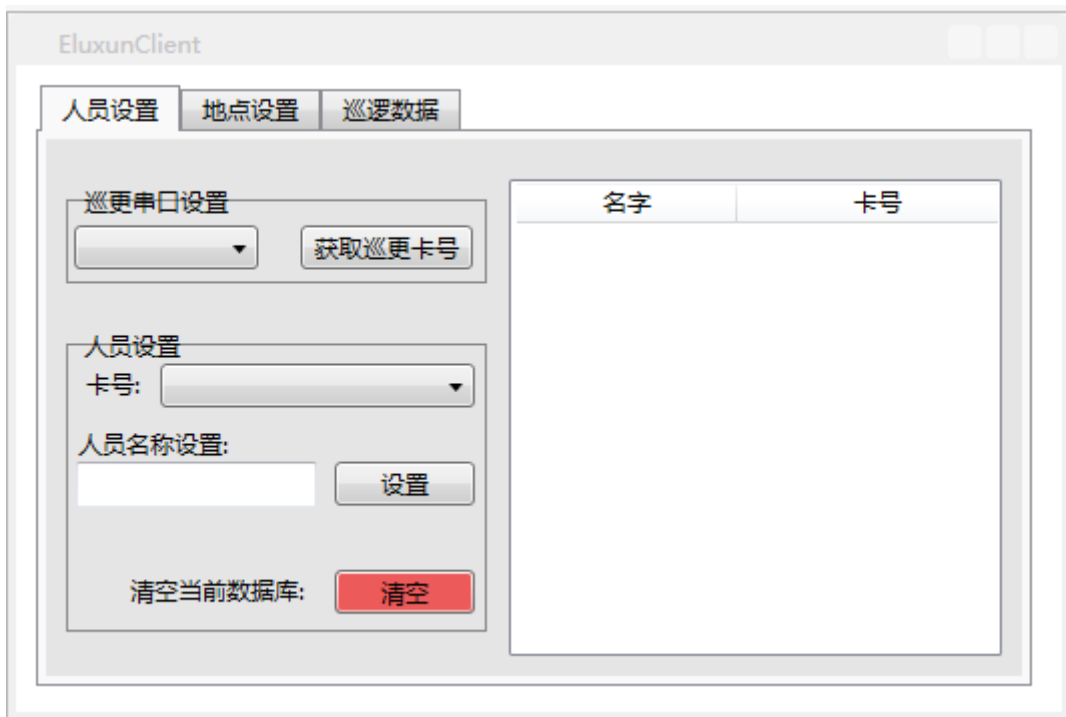 EluxunClient
人员设置 地点设置 巡逻数据
巡更串口设置
获取巡更卡号
名字 卡号
人员设置
卡号:
人员名称设置:
设置
清空当前数据库:
清空